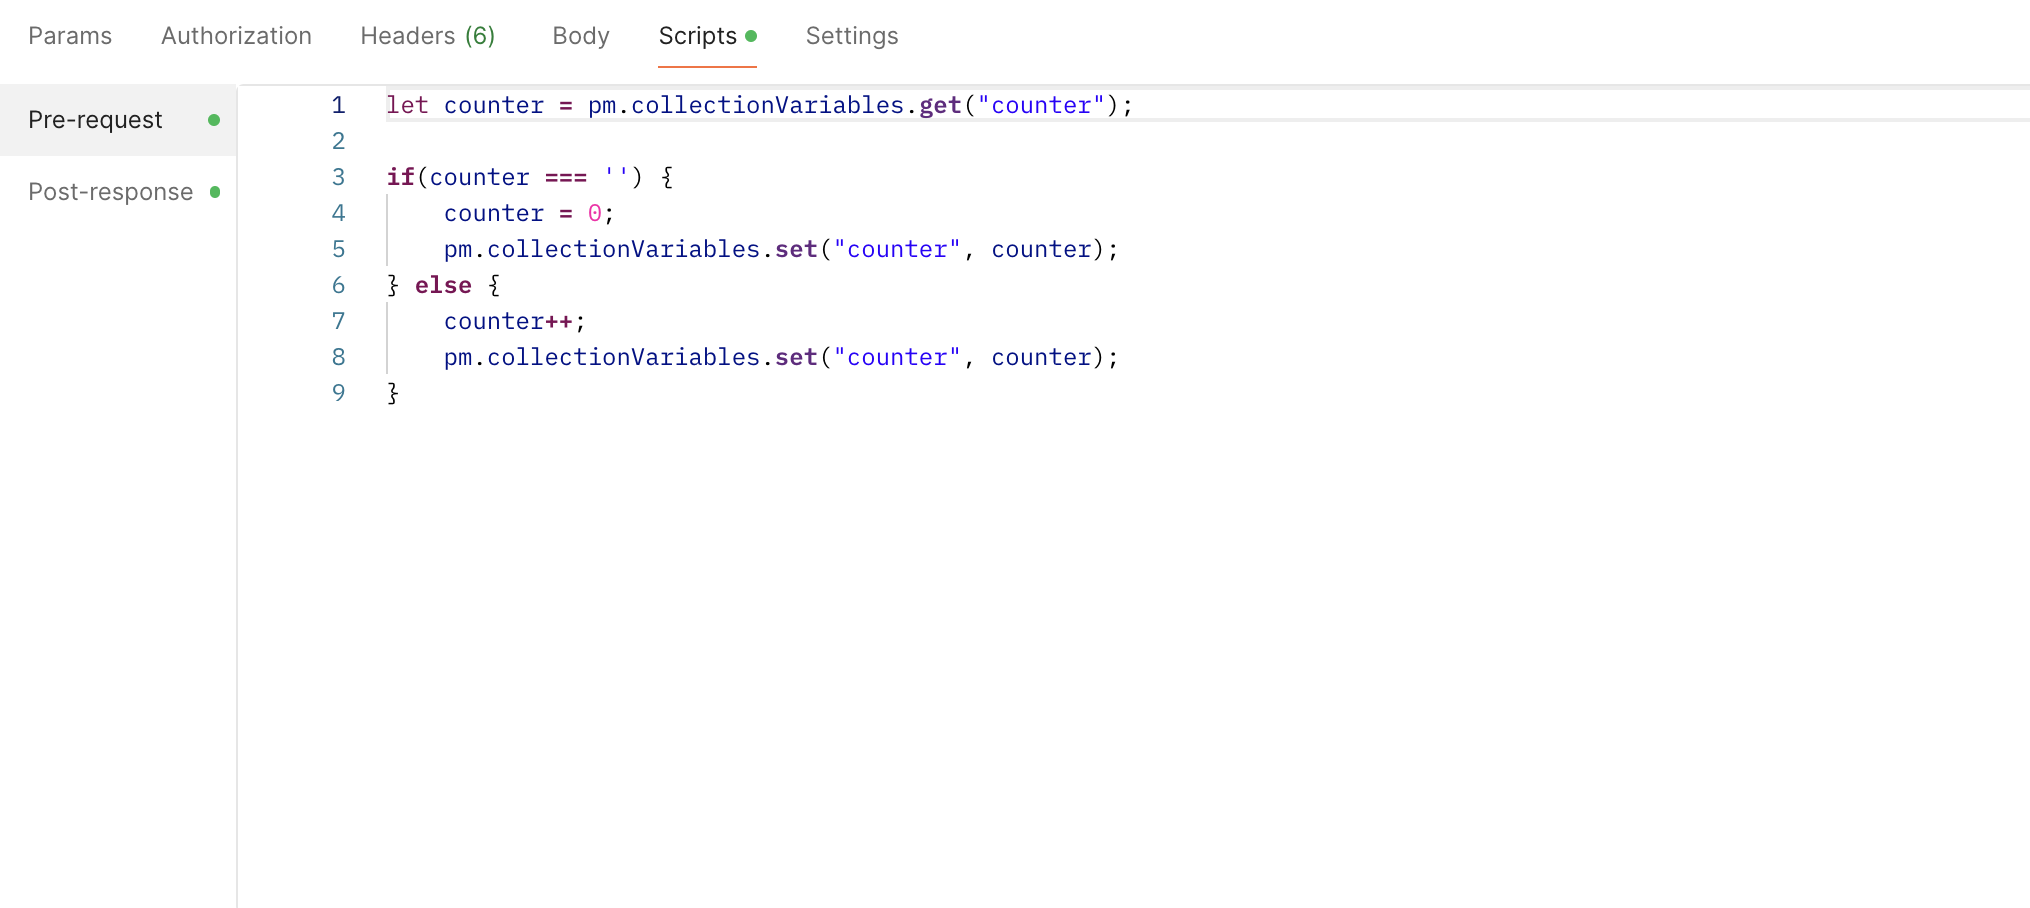 Params Authorization Headers (6) Body Scripts Settings
Pre-request
Post-response
1 let counter = pm.collectionVariables.get("counter");
2
3 if(counter === '') {
4     counter = 0;
5     pm.collectionVariables.set("counter", counter);
6 } else {
7     counter++;
8     pm.collectionVariables.set("counter", counter);
9 }